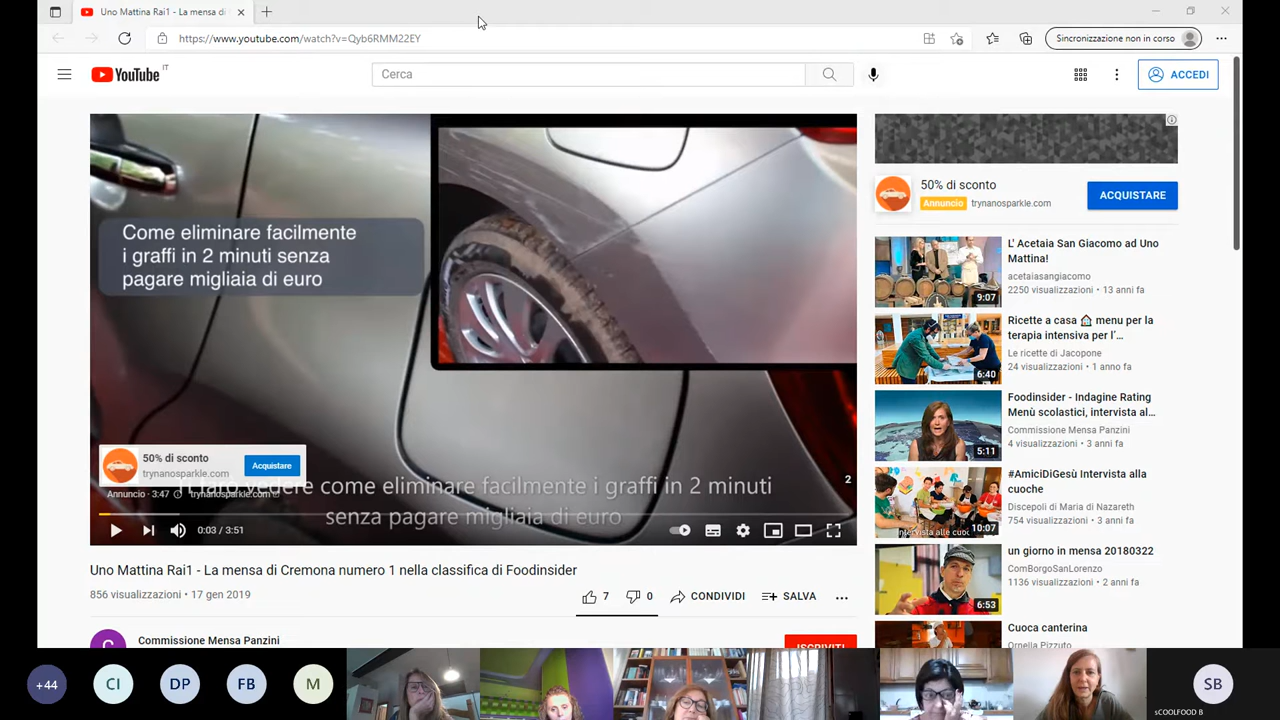 Uno Mattina Rai1 - La mensa di
https://www.youtube.com/watch?v=Qyb6RMM22EY
Sincronizzazione non in corso
YouTube IT
Cerca
ACCEDI
Come eliminare facilmente
i graffi in 2 minuti senza
pagare migliaia di euro
50% di sconto
trynanosparkle.com
Acquistare
vedere come eliminare facilmente i graffi in 2 minuti
senza pagare migliaia di euro
2
Annuncio · 3:47
trynanosparkle.com
0:03 / 3:51
Uno Mattina Rai1 - La mensa di Cremona numero 1 nella classifica di Foodinsider
856 visualizzazioni • 17 gen 2019
7
0
CONDIVIDI
SALVA
Commissione Mensa Panzini
ISCRIVITI
50% di sconto
Annuncio trynanosparkle.com
ACQUISTARE
L' Acetaia San Giacomo ad Uno
Mattina!
acetaiasangiacomo
2250 visualizzazioni • 13 anni fa
9:07
Ricette a casa 🏠 menu per la
terapia intensiva per l'…
Le ricette di Jacopone
24 visualizzazioni • 1 anno fa
6:40
Foodinsider - Indagine Rating
Menù scolastici, intervista al…
Commissione Mensa Panzini
4 visualizzazioni • 3 anni fa
5:11
#AmiciDiGesù Intervista alla
cuoche
Discepoli di Maria di Nazareth
754 visualizzazioni • 3 anni fa
Intervista alle cuoc
10:07
un giorno in mensa 20180322
ComBorgoSanLorenzo
1136 visualizzazioni • 2 anni fa
6:53
Cuoca canterina
Ornella Pizzuto
+44
CI
DP
FB
M
SB
sCOOLFOOD B